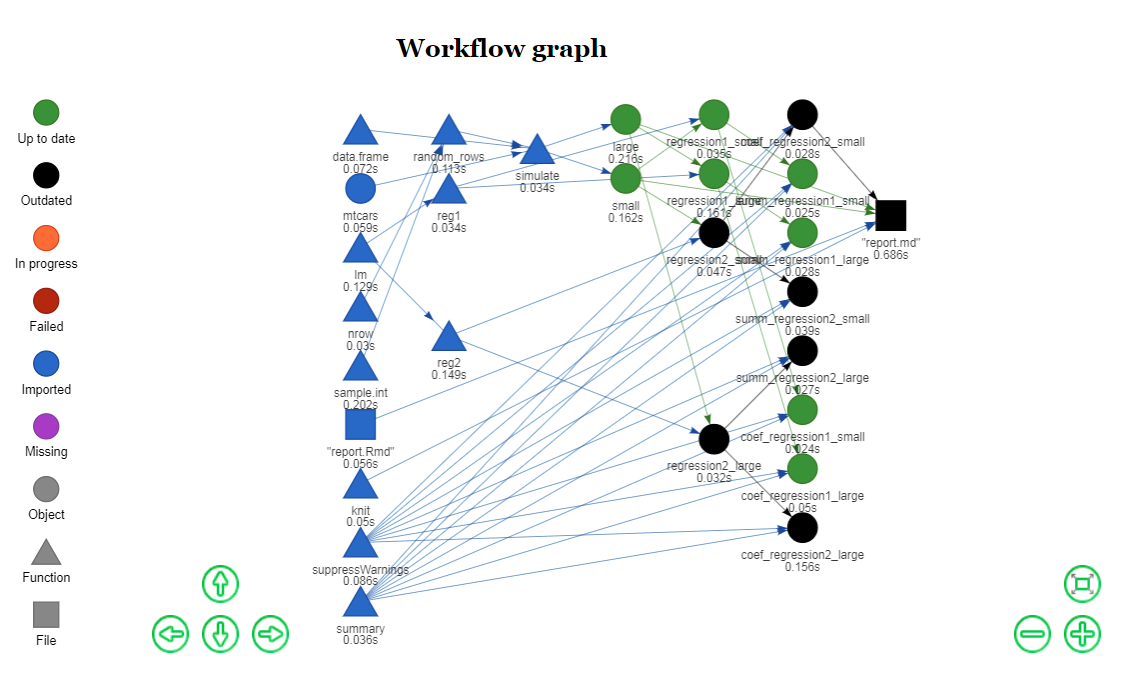 Workflow graph
Up to date
Outdated
In progress
Failed
Imported
Missing
Object
Function
File
data.frame
0.072s
mtcars
0.059s
lm
0.129s
nrow
0.03s
sample.int
0.202s
"report.Rmd"
0.056s
knit
0.05s
suppressWarnings
0.086s
summary
0.036s
random_rows
0.113s
reg1
0.034s
reg2
0.149s
simulate
0.034s
large
0.216s
small
0.162s
regression1_small
0.035s
regression1_large
0.161s
regression2_small
0.047s
regression2_large
0.032s
coef_regression2_small
0.028s
summ_regression1_small
0.025s
summ_regression1_large
0.028s
summ_regression2_small
0.039s
summ_regression2_large
0.027s
coef_regression1_small
0.024s
coef_regression1_large
0.05s
coef_regression2_large
0.156s
"report.md"
0.686s